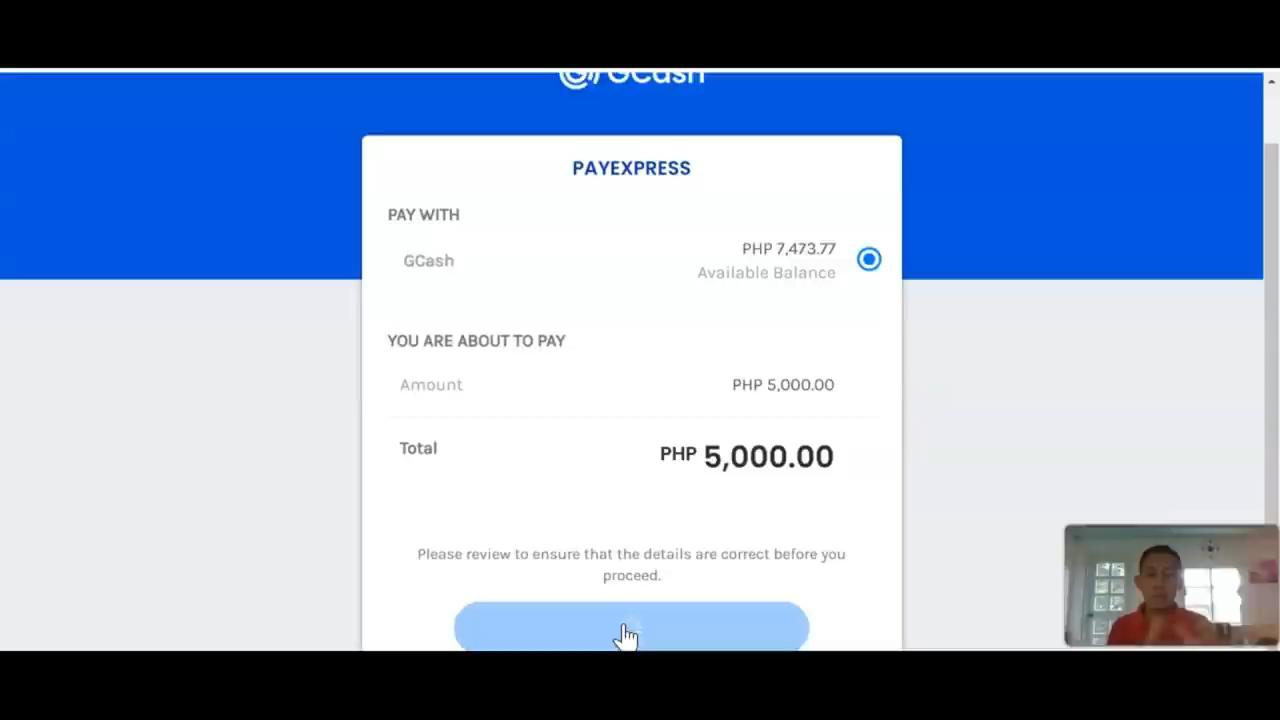 GCash
PAYEXPRESS
PAY WITH
PHP 7,473.77
GCash
Available Balance
YOU ARE ABOUT TO PAY
Amount PHP 5,000.00
Total PHP 5,000.00
Please review to ensure that the details are correct before you
proceed.